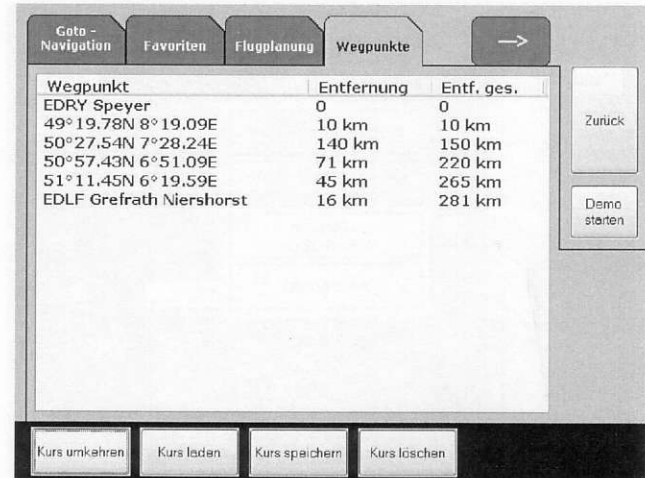 Goto - Navigation
Favoriten
Flugplanung
Wegpunkte
-->
Wegpunkt Entfernung Entf. ges.
EDRY Speyer 0 0
49°19.78N 8°19.09E 10 km 10 km
50°27.54N 7°28.24E 140 km 150 km
50°57.43N 6°51.09E 71 km 220 km
51°11.45N 6°19.59E 45 km 265 km
EDLF Grefrath Niershorst 16 km 281 km
Zurück
Demo starten
Kurs umkehren
Kurs laden
Kurs speichern
Kurs löschen